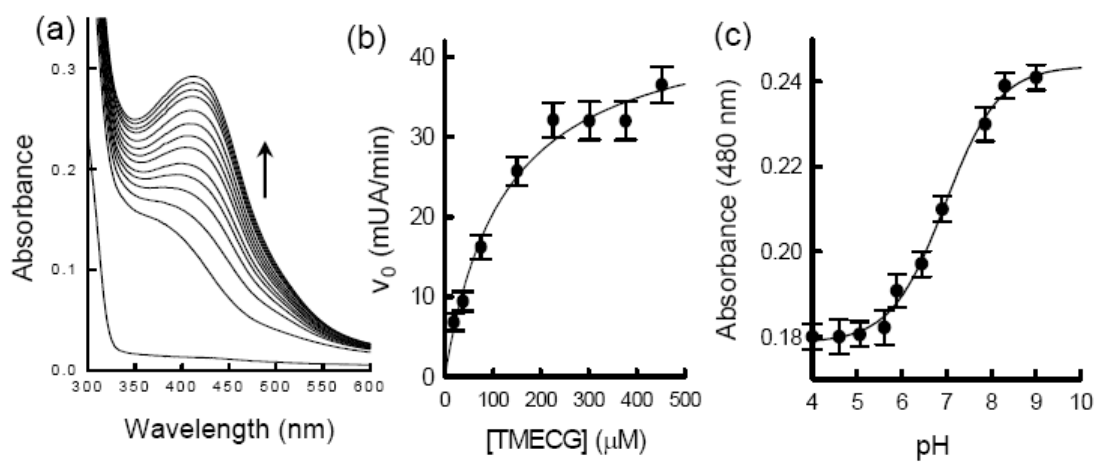 (a)
Absorbance
0.3
0.2
0.1
0.0
300 350 400 450 500 550 600
Wavelength (nm)
(b)
v0 (mUA/min)
40
30
20
10
0
0 100 200 300 400 500
[TMECG] (μM)
(c)
Absorbance (480 nm)
0.24
0.22
0.20
0.18
4 5 6 7 8 9 10
pH